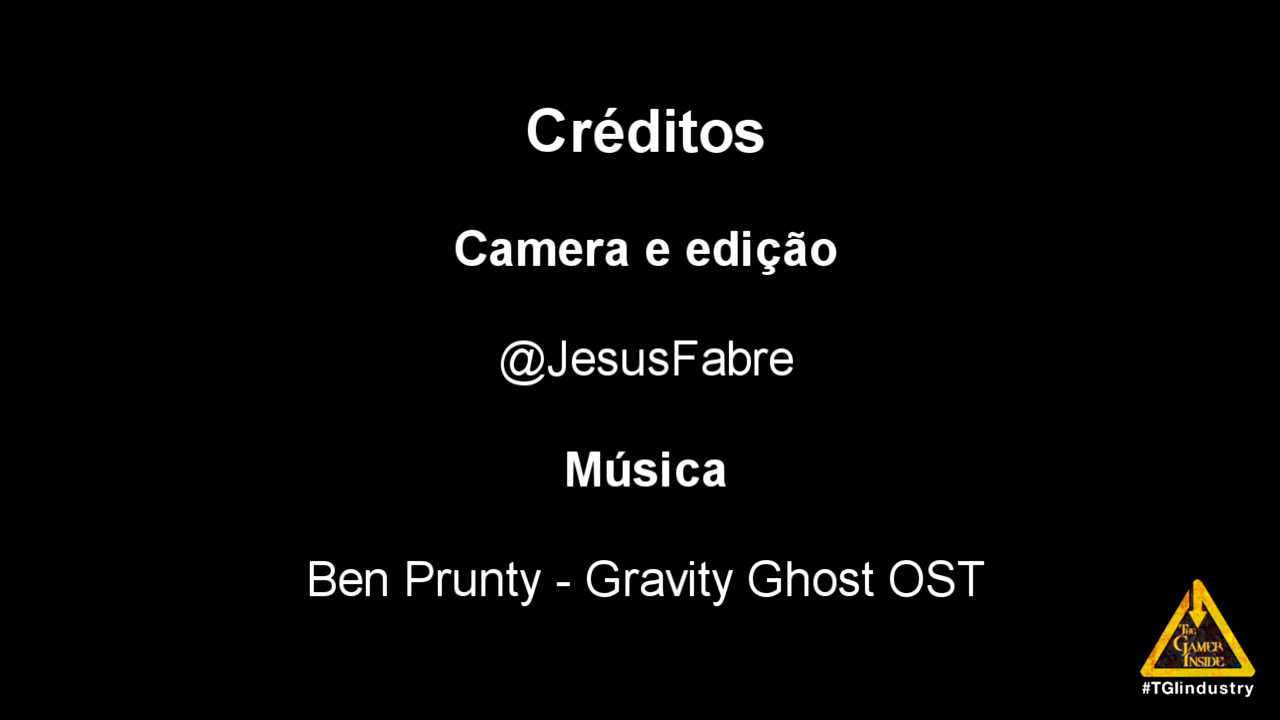 Créditos
Camera e edição
@JesusFabre
Música
Ben Prunty - Gravity Ghost OST
THE
GAMER
INSIDE
#TGIindustry